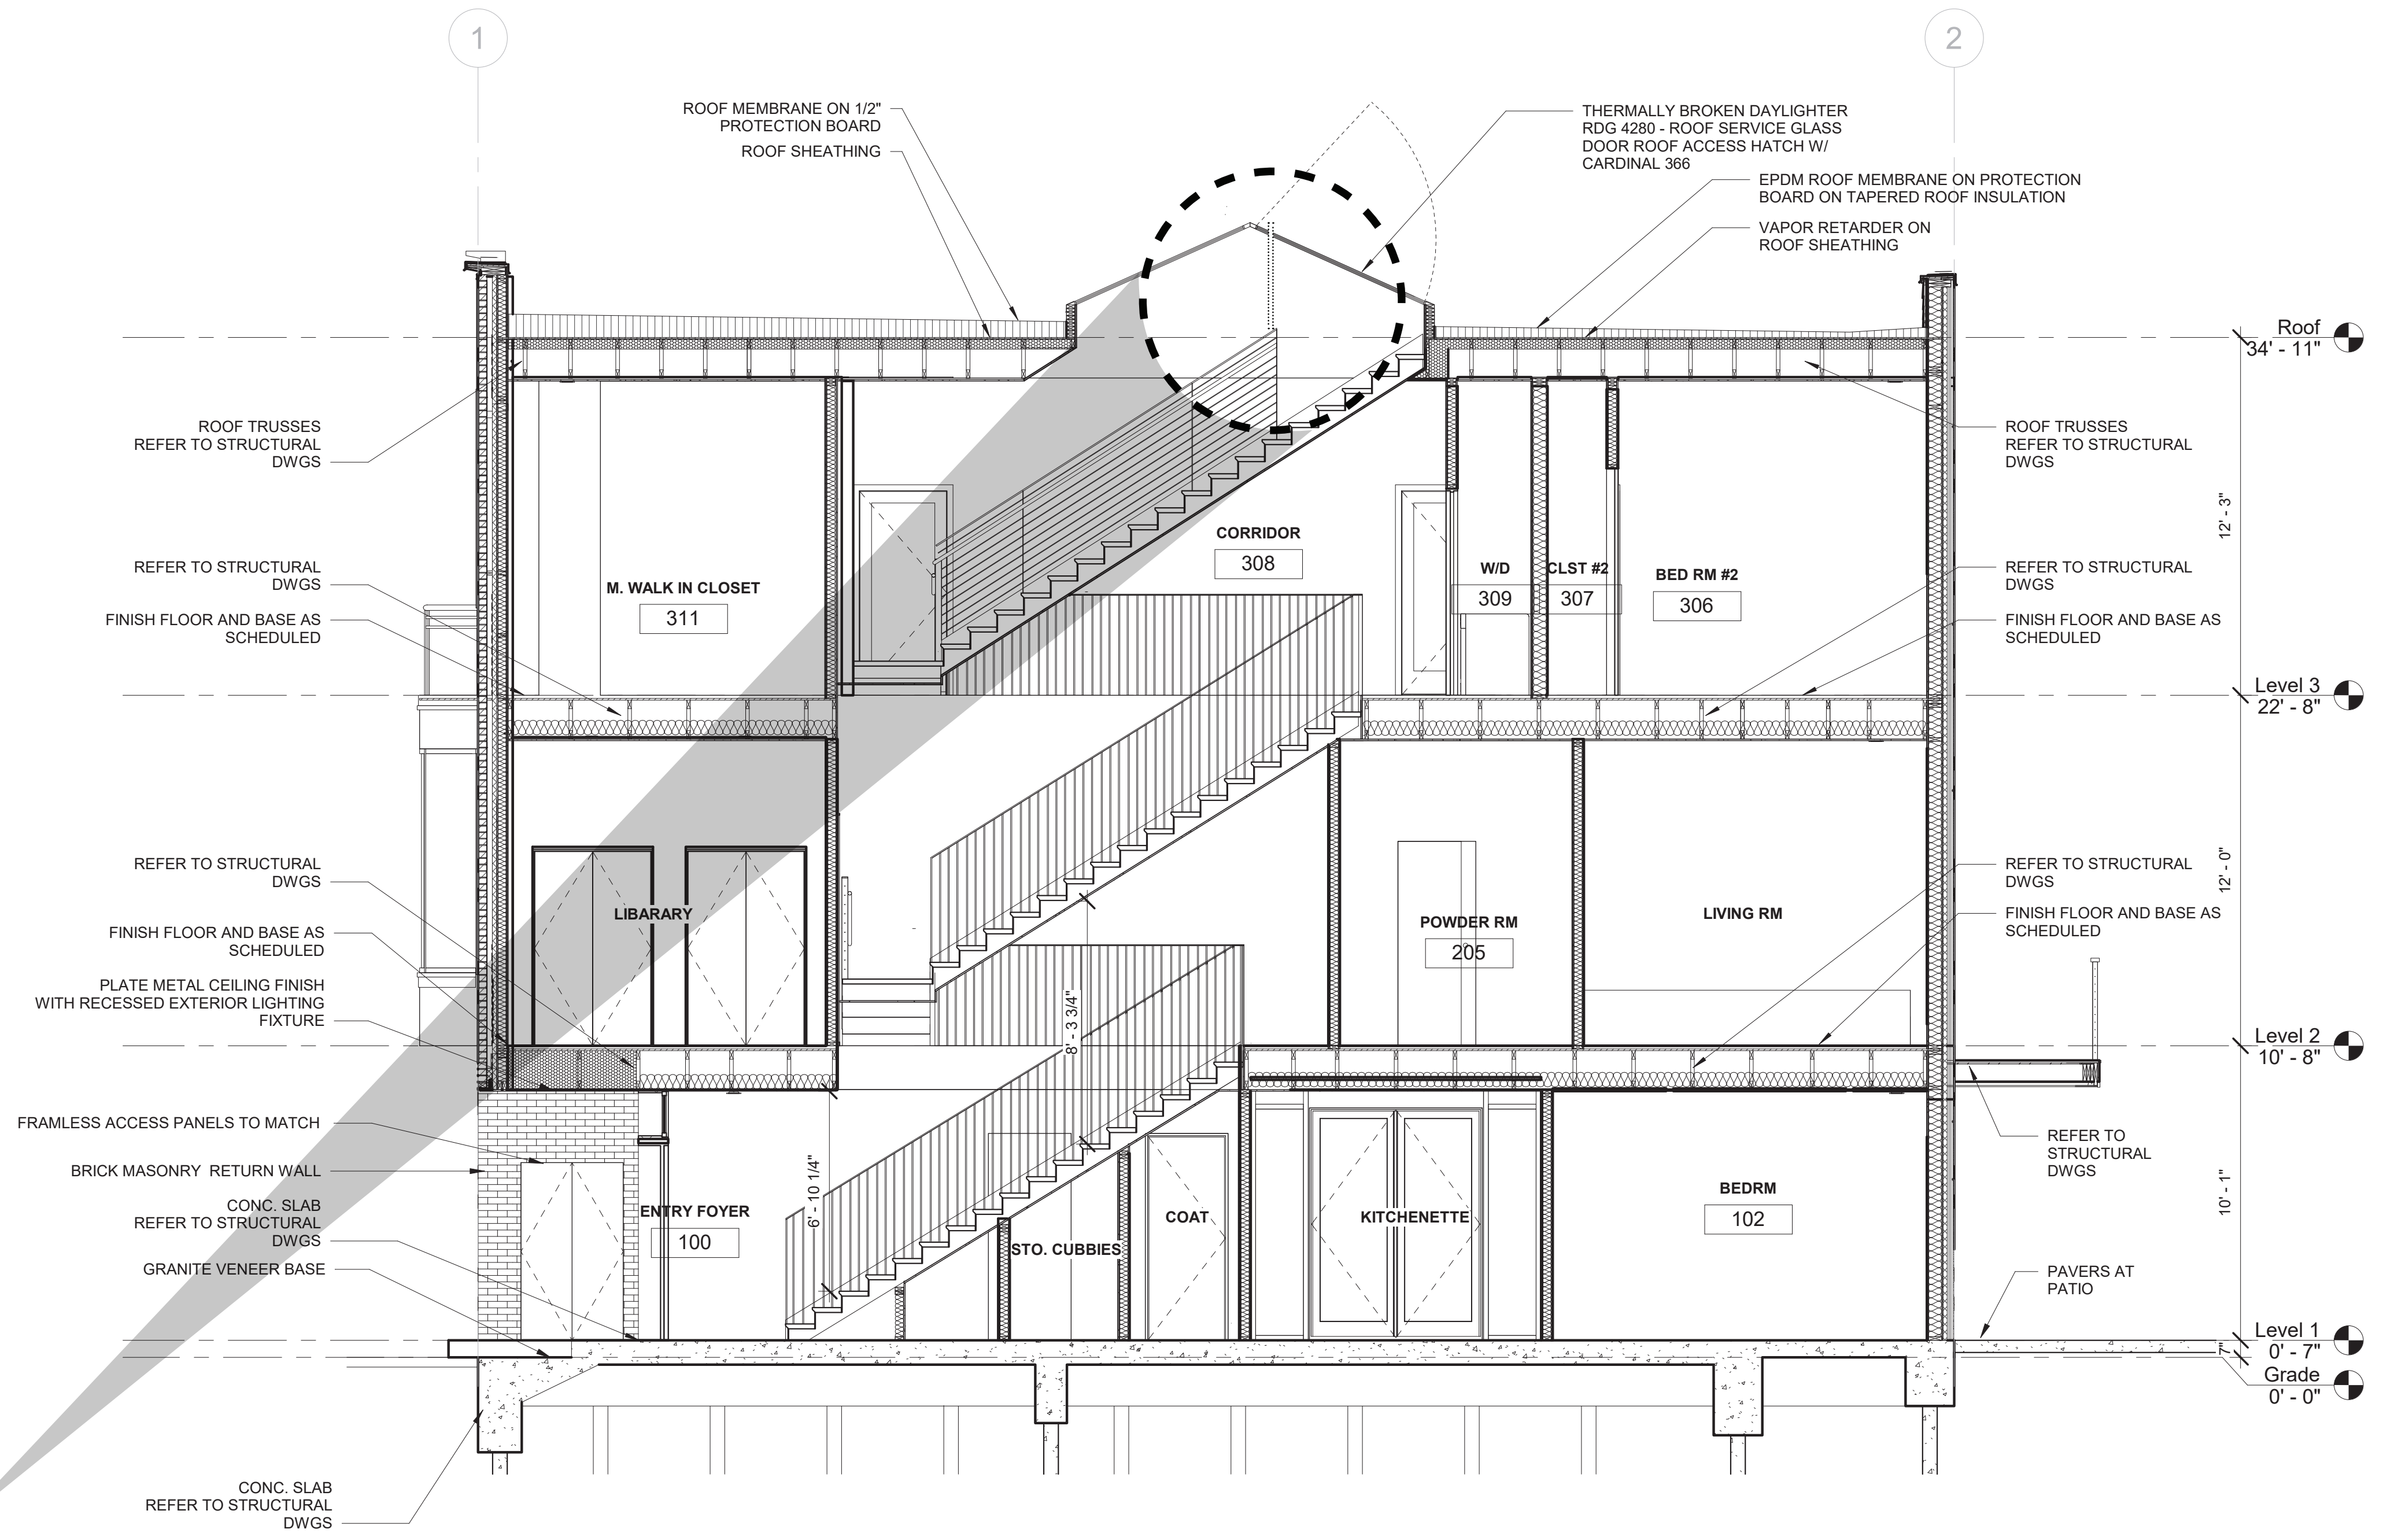 1
2
ROOF MEMBRANE ON 1/2"
PROTECTION BOARD
ROOF SHEATHING
THERMALLY BROKEN DAYLIGHTER
RDG 4280 - ROOF SERVICE GLASS
DOOR ROOF ACCESS HATCH W/
CARDINAL 366
EPDM ROOF MEMBRANE ON PROTECTION
BOARD ON TAPERED ROOF INSULATION
VAPOR RETARDER ON
ROOF SHEATHING
Roof
34' - 11"
ROOF TRUSSES
REFER TO STRUCTURAL
DWGS
ROOF TRUSSES
REFER TO STRUCTURAL
DWGS
12' - 3"
REFER TO STRUCTURAL
DWGS
FINISH FLOOR AND BASE AS
SCHEDULED
M. WALK IN CLOSET
311
CORRIDOR
308
W/D
309
CLST #2
307
BED RM #2
306
REFER TO STRUCTURAL
DWGS
FINISH FLOOR AND BASE AS
SCHEDULED
Level 3
22' - 8"
REFER TO STRUCTURAL
DWGS
FINISH FLOOR AND BASE AS
SCHEDULED
PLATE METAL CEILING FINISH
WITH RECESSED EXTERIOR LIGHTING
FIXTURE
LIBARARY
8' - 3 3/4"
POWDER RM
205
LIVING RM
12' - 0"
REFER TO STRUCTURAL
DWGS
FINISH FLOOR AND BASE AS
SCHEDULED
Level 2
10' - 8"
FRAMLESS ACCESS PANELS TO MATCH
BRICK MASONRY RETURN WALL
CONC. SLAB
REFER TO STRUCTURAL
DWGS
GRANITE VENEER BASE
ENTRY FOYER
100
6' - 10 1/4"
STO. CUBBIES
COAT
KITCHENETTE
BEDRM
102
REFER TO
STRUCTURAL
DWGS
10' - 1"
PAVERS AT
PATIO
Level 1
0' - 7"
7"
Grade
0' - 0"
CONC. SLAB
REFER TO STRUCTURAL
DWGS